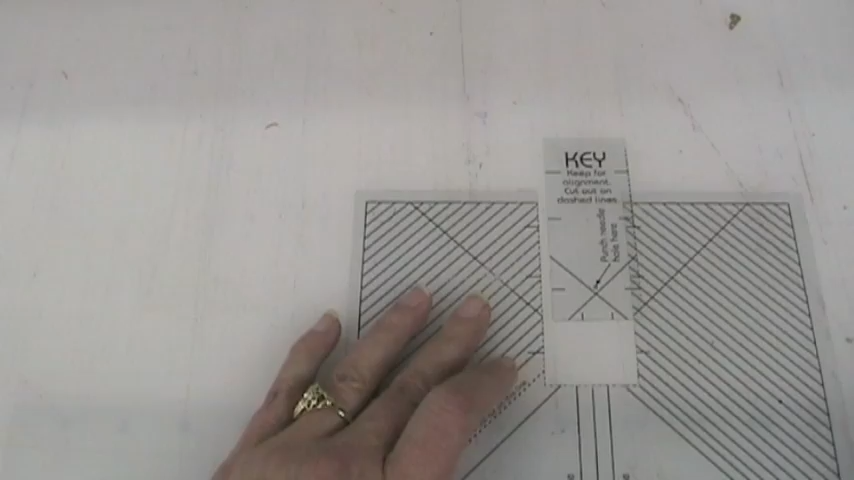 KEY
Keep for
alignment.
Cut out on
dashed lines
Punch needle
hole here